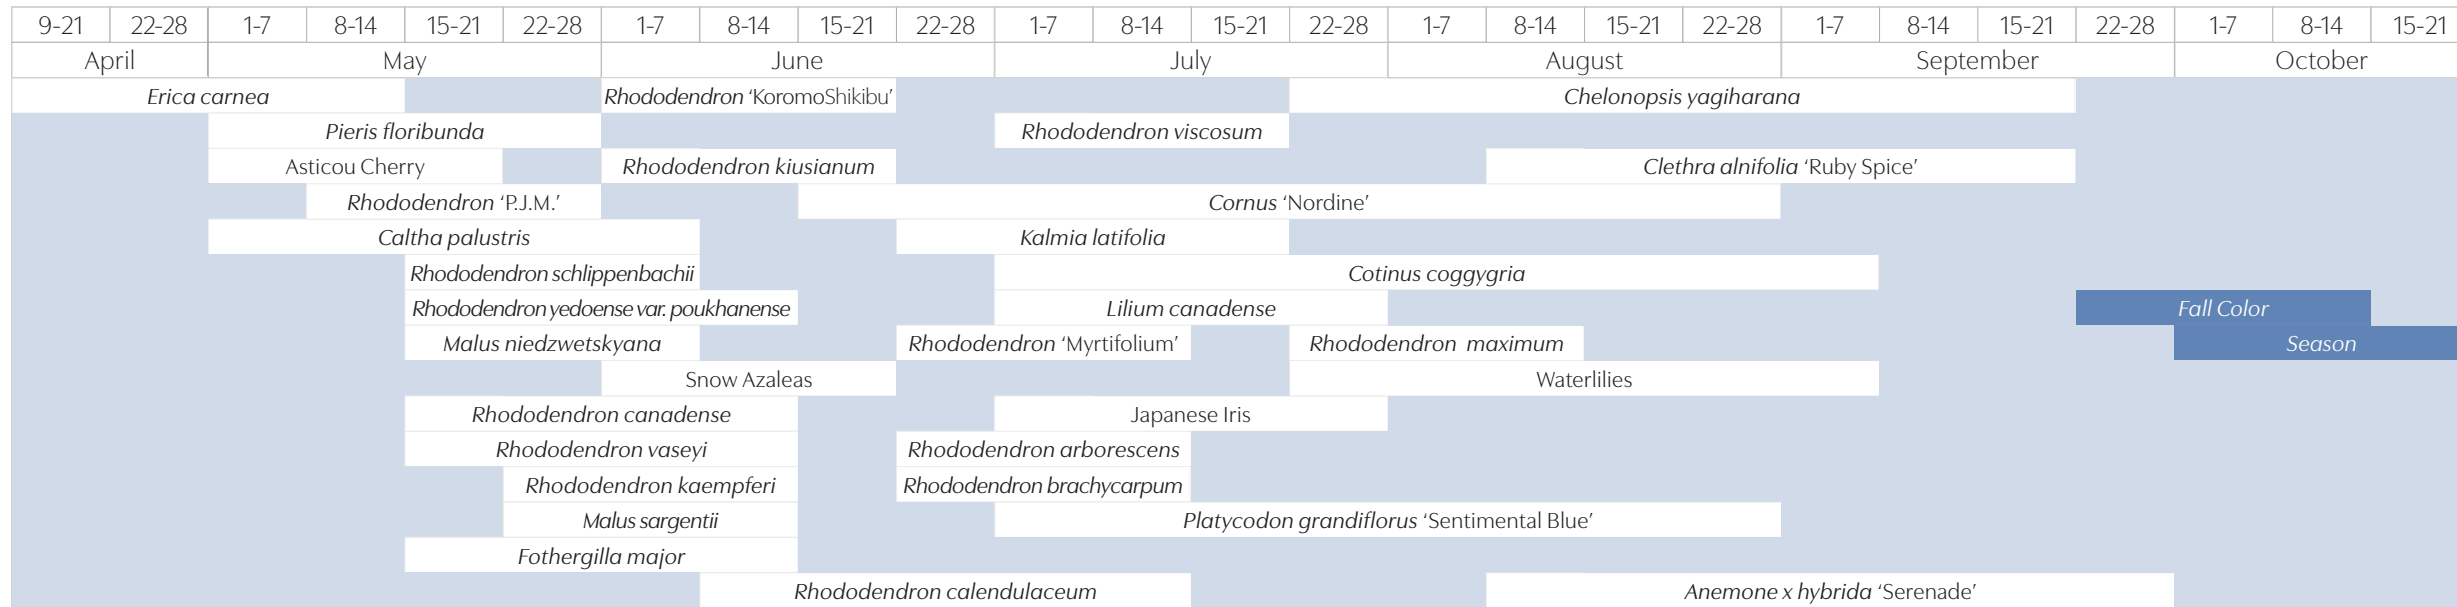 9-21 22-28 1-7 8-14 15-21 22-28 1-7 8-14 15-21 22-28 1-7 8-14 15-21 22-28 1-7 8-14 15-21 22-28 1-7 8-14 15-21 22-28 1-7 8-14 15-21
April May June July August September October
Erica carnea Rhododendron ‘KoromoShikibu’ Chelonopsis yagiharana
Pieris floribunda Rhododendron viscosum
Asticou Cherry Rhododendron kiusianum Clethra alnifolia ‘Ruby Spice’
Rhododendron ‘P.J.M.’ Cornus ‘Nordine’
Caltha palustris Kalmia latifolia
Rhododendron schlippenbachii Cotinus coggygria
Rhododendron yedoense var. poukhanense Lilium canadense Fall Color
Malus niedzwetskyana Rhododendron ‘Myrtifolium’ Rhododendron maximum Season
Snow Azaleas Waterlilies
Rhododendron canadense Japanese Iris
Rhododendron vaseyi Rhododendron arborescens
Rhododendron kaempferi Rhododendron brachycarpum
Malus sargentii Platycodon grandiflorus ‘Sentimental Blue’
Fothergilla major
Rhododendron calendulaceum Anemone x hybrida ‘Serenade’